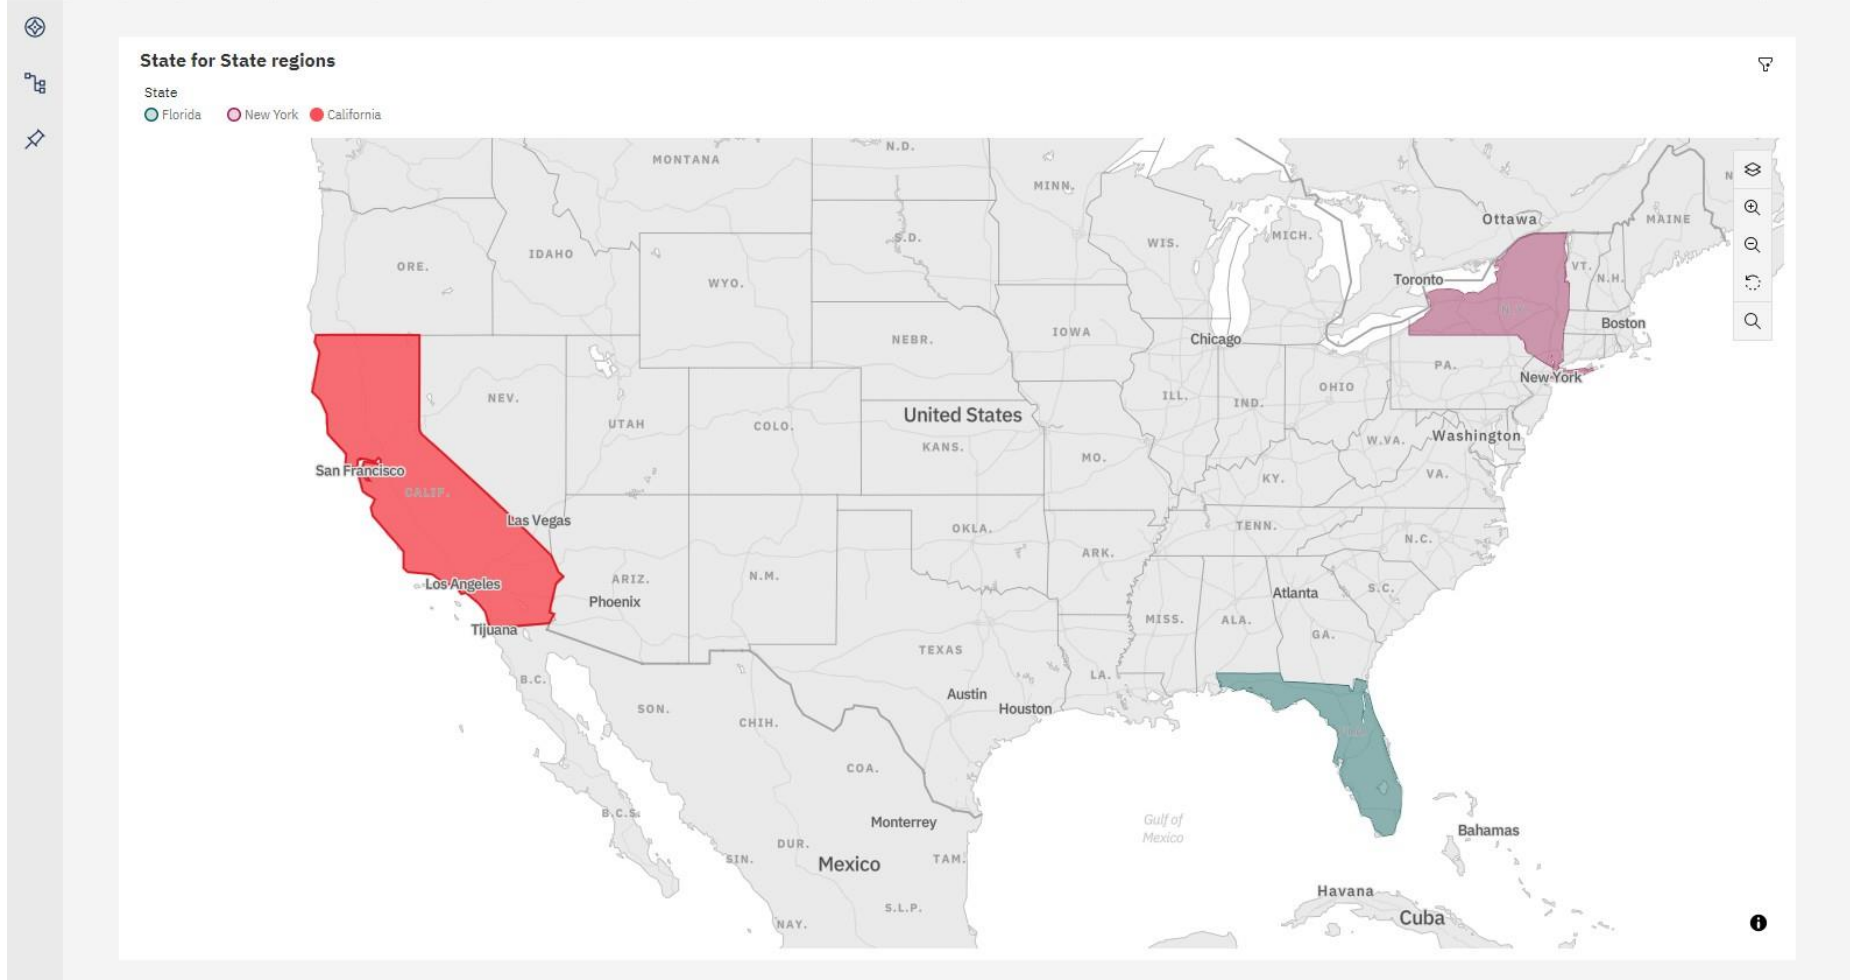 State for State regions
State
Florida New York California
MONTANA
N.D.
MINN.
Ottawa
MAINE
N
ORE.
IDAHO
S.D.
WIS.
MICH.
VT.
N.H.
WYO.
Toronto
N.Y.
Boston
NEBR.
IOWA
Chicago
PA.
New York
NEV.
UTAH
COLO.
United States
KANS.
MO.
ILL.
IND.
OHIO
W.VA.
Washington
VA.
KY.
San Francisco
CALIF.
Las Vegas
OKLA.
ARK.
TENN.
N.C.
Los Angeles
ARIZ.
Phoenix
N.M.
Atlanta
S.C.
Tijuana
MISS.
ALA.
GA.
TEXAS
LA.
B.C.
SON.
CHIH.
Austin
Houston
COA.
B.C.S.
Monterrey
Gulf of
Mexico
Bahamas
DUR.
SIN.
Mexico
TAM.
Havana
Cuba
S.L.P.
NAY.